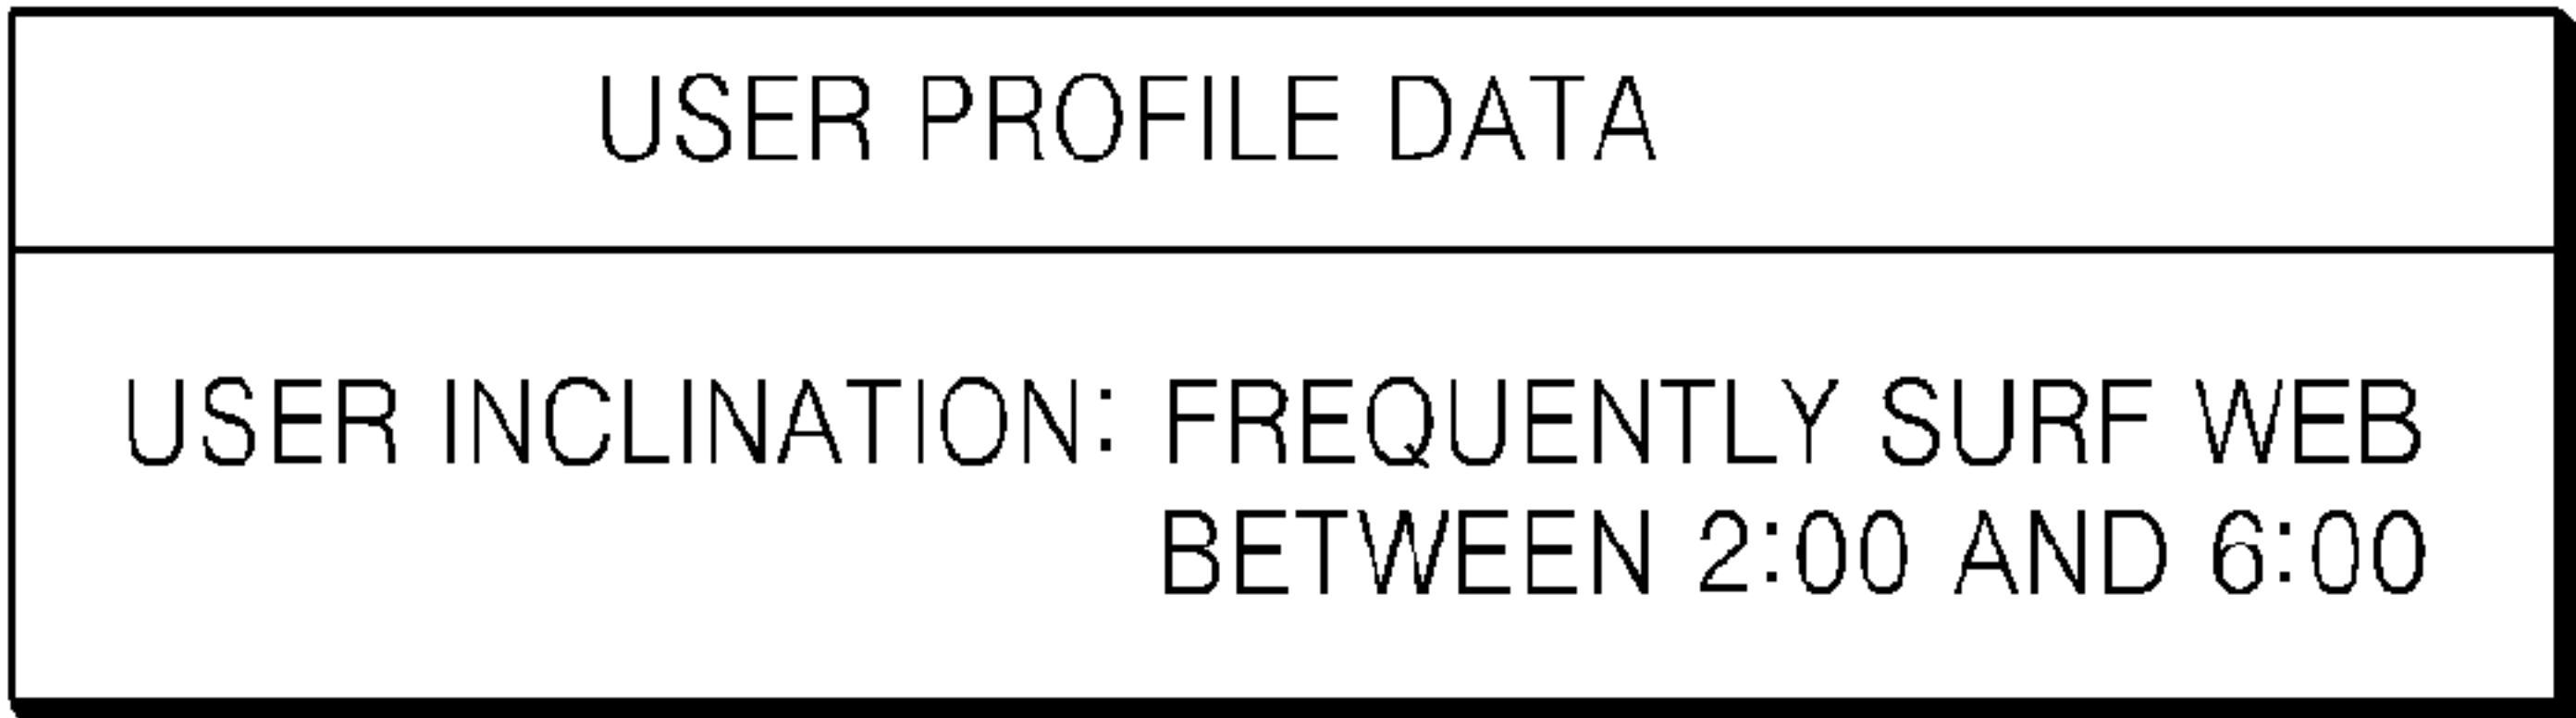 USER PROFILE DATA
USER INCLINATION: FREQUENTLY SURF WEB
BETWEEN 2:00 AND 6:00